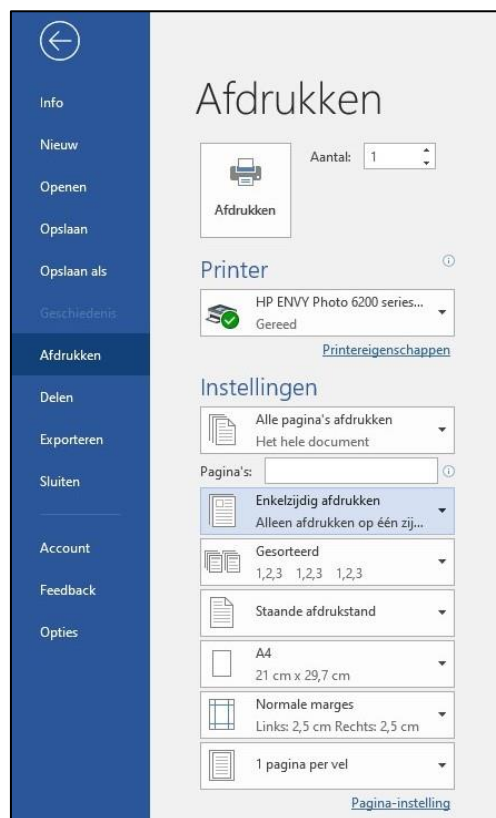 Info
Nieuw
Openen
Opslaan
Opslaan als
Geschiedenis
Afdrukken
Delen
Exporteren
Sluiten
Account
Feedback
Opties
Afdrukken
Afdrukken
Aantal: 1
Printer
HP ENVY Photo 6200 series...
Gereed
Printereigenschappen
Instellingen
Alle pagina's afdrukken
Het hele document
Pagina's:
Enkelzijdig afdrukken
Alleen afdrukken op één zij...
Gesorteerd
1,2,3 1,2,3 1,2,3
Staande afdrukstand
A4
21 cm x 29,7 cm
Normale marges
Links: 2,5 cm Rechts: 2,5 cm
1 pagina per vel
Pagina-instelling